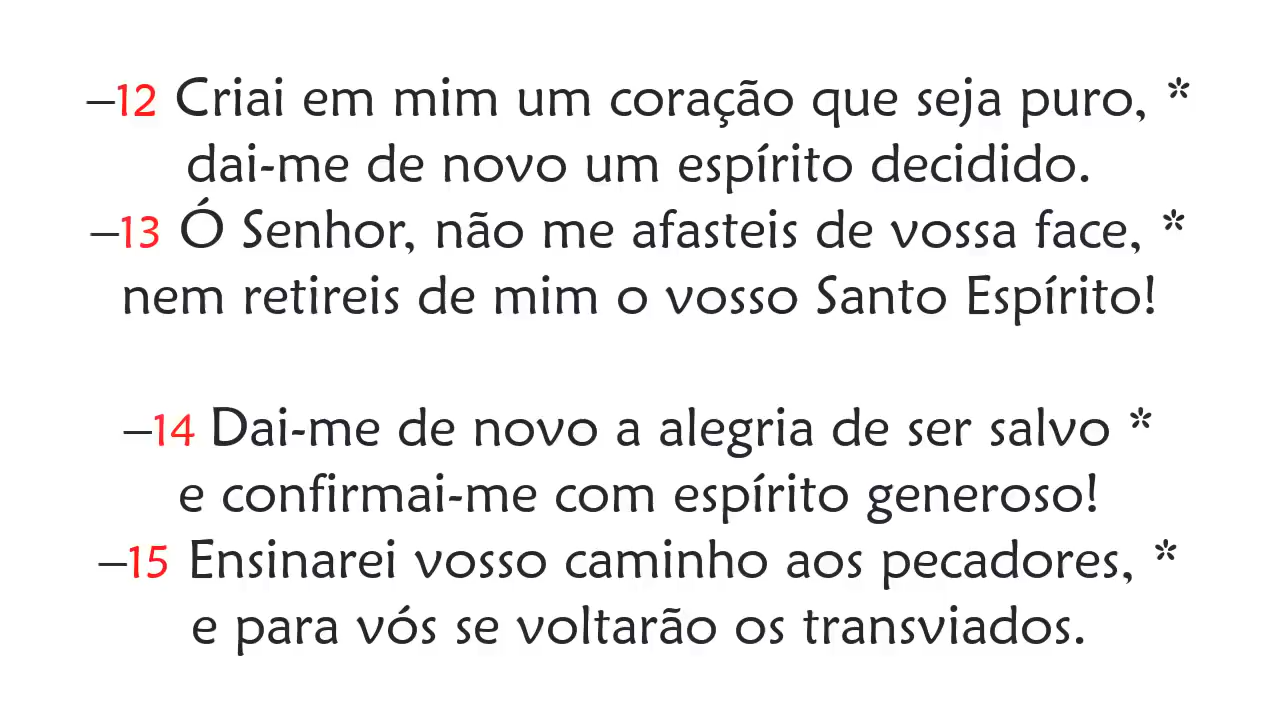 –12 Criai em mim um coração que seja puro, *
dai-me de novo um espírito decidido.
–13 Ó Senhor, não me afasteis de vossa face, *
nem retireis de mim o vosso Santo Espírito!
–14 Dai-me de novo a alegria de ser salvo *
e confirmai-me com espírito generoso!
–15 Ensinarei vosso caminho aos pecadores, *
e para vós se voltarão os transviados.